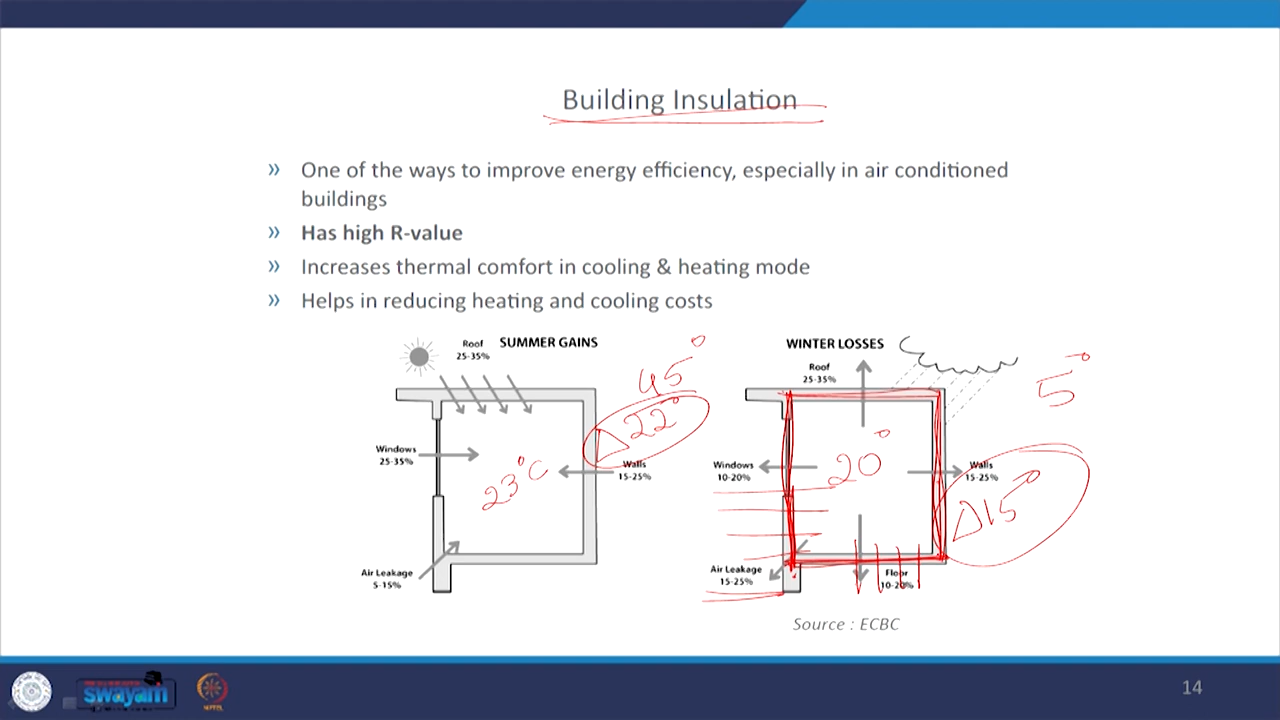 Building Insulation
» One of the ways to improve energy efficiency, especially in air conditioned
buildings
» Has high R-value
» Increases thermal comfort in cooling & heating mode
» Helps in reducing heating and cooling costs
SUMMER GAINS
Roof
25-35%
Windows
25-35%
Walls
15-25%
Air Leakage
5-15%
45°
Δ22°
23°C
WINTER LOSSES
Roof
25-35%
Windows
10-20%
Walls
15-25%
Air Leakage
15-25%
Floor
10-20%
5°
20°
Δ15°
Source : ECBC
swayam
14